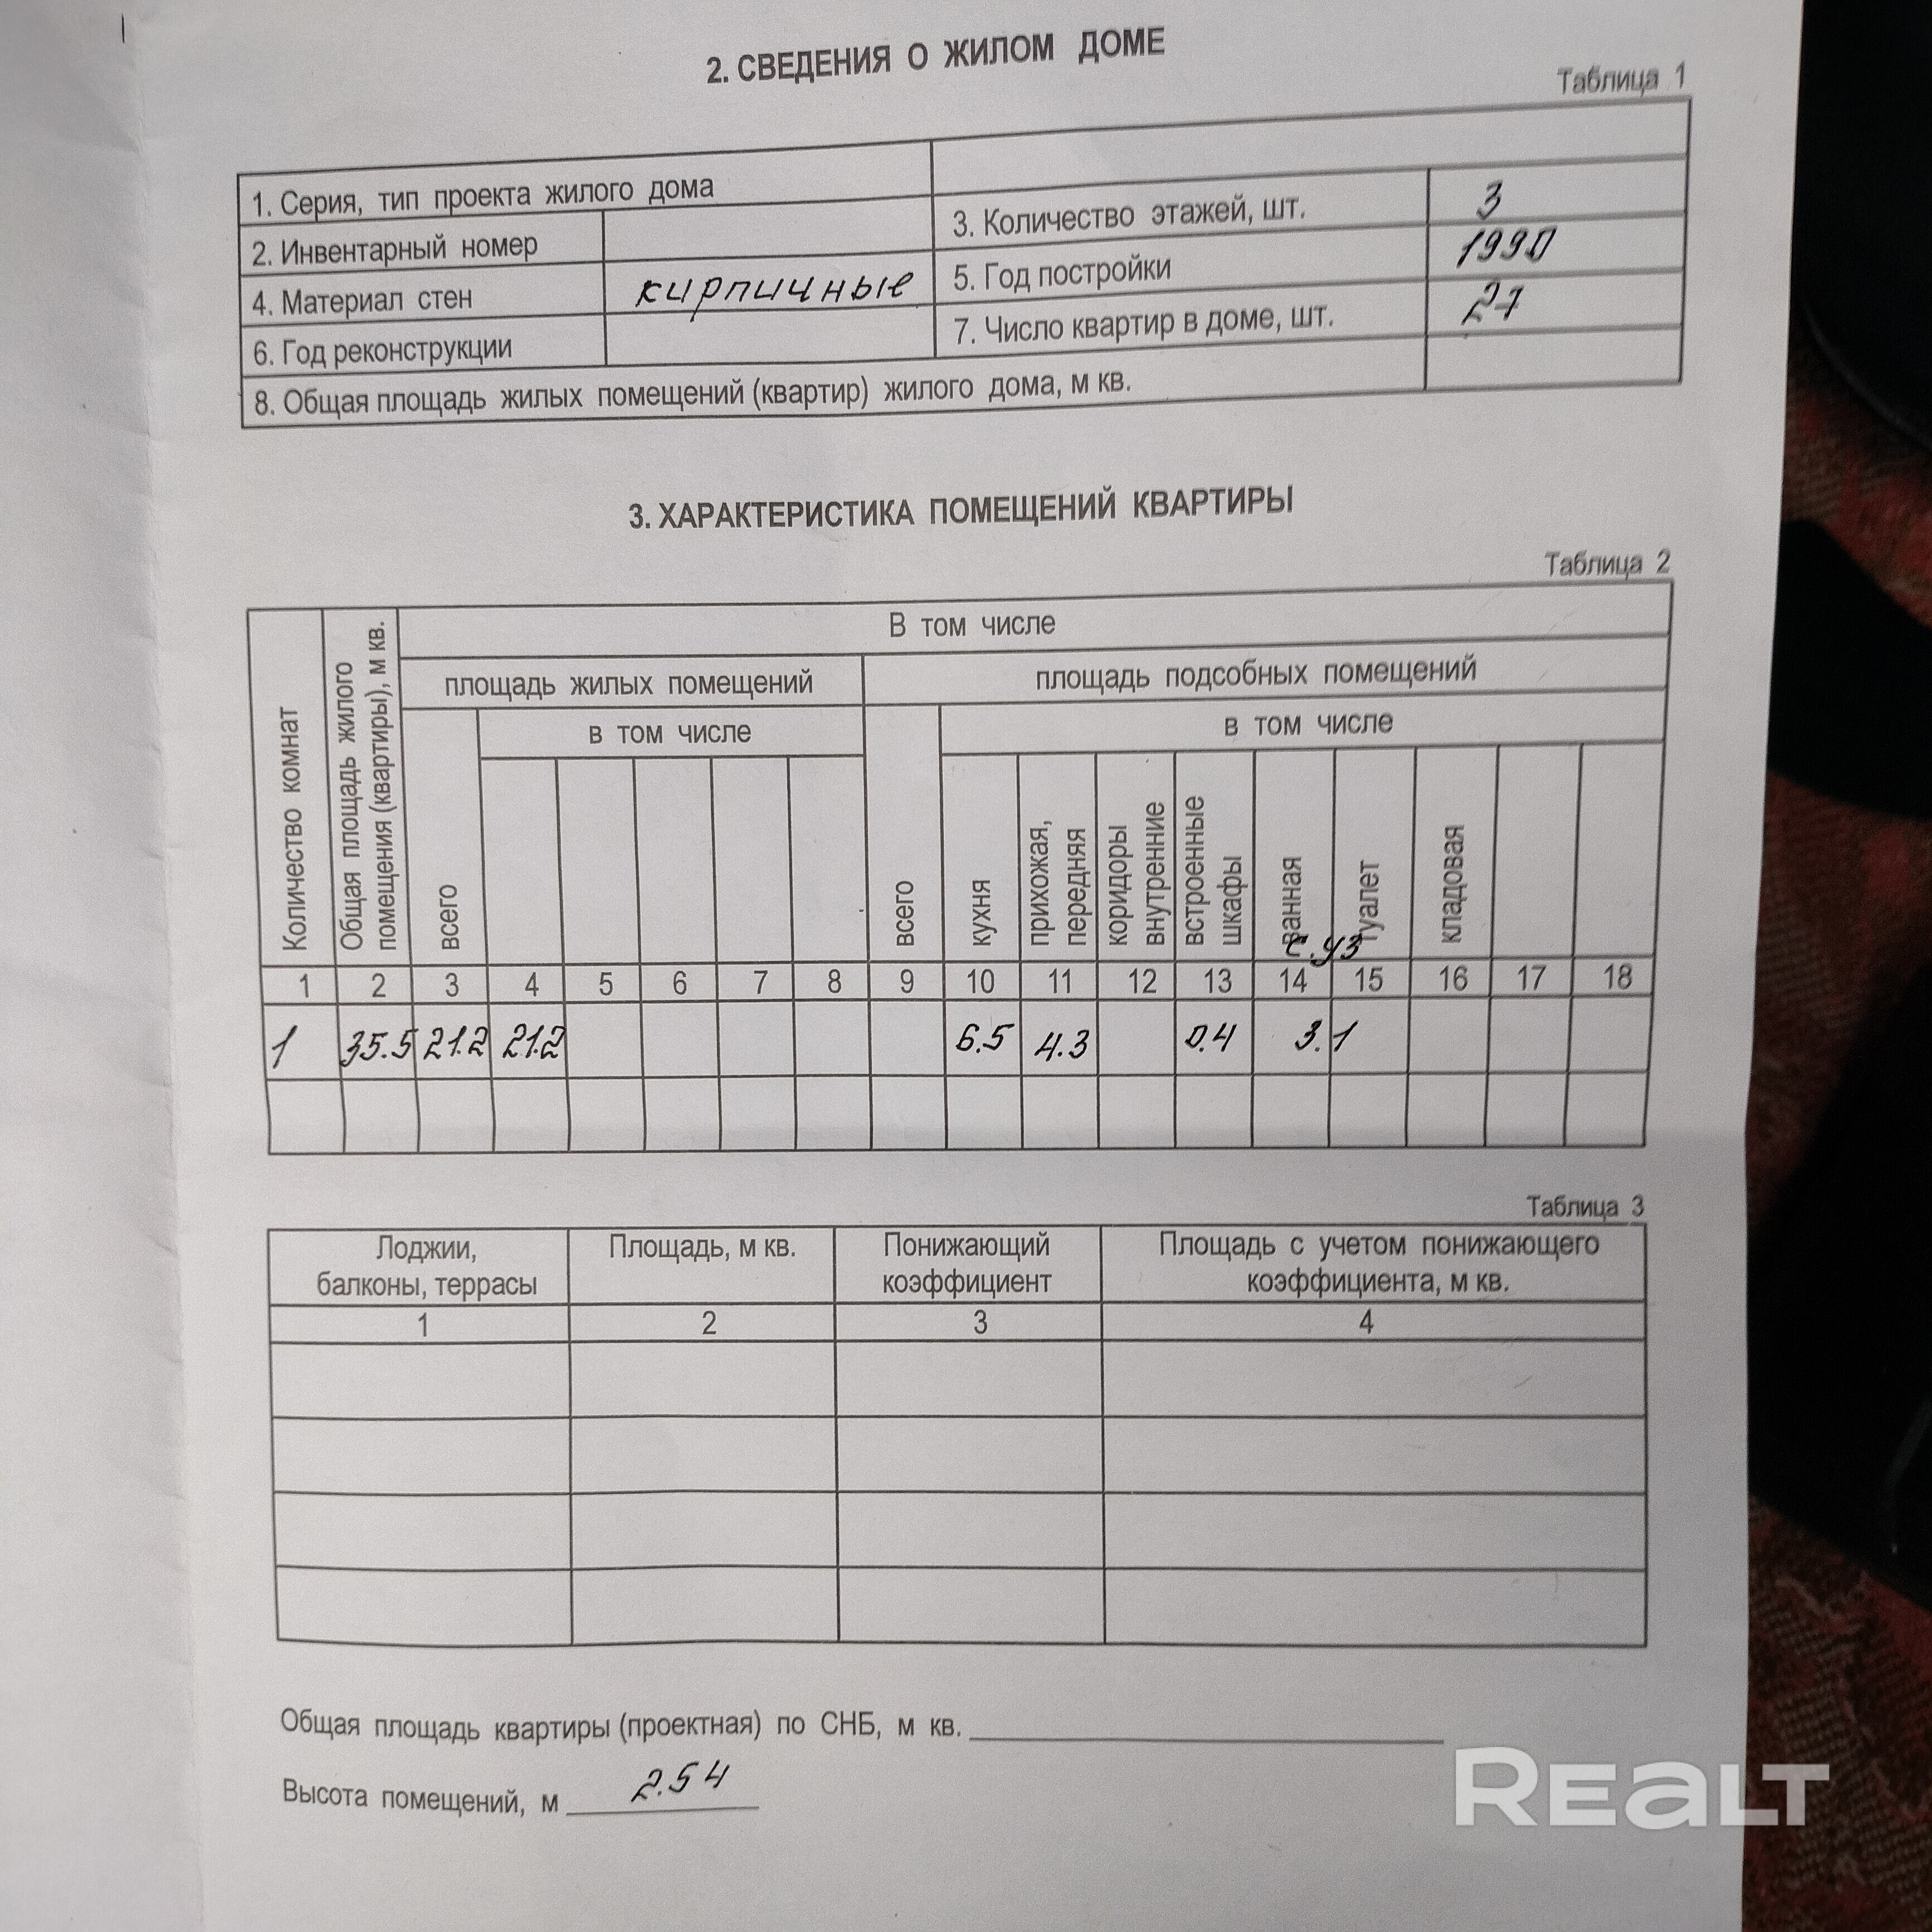 2. СВЕДЕНИЯ О ЖИЛОМ ДОМЕ
Таблица 1
1. Серия, тип проекта жилого дома
2. Инвентарный номер
3. Количество этажей, шт. 3
4. Материал стен кирпичные
5. Год постройки 1990
6. Год реконструкции
7. Число квартир в доме, шт. 27
8. Общая площадь жилых помещений (квартир) жилого дома, м кв.
3. ХАРАКТЕРИСТИКА ПОМЕЩЕНИЙ КВАРТИРЫ
Таблица 2
Количество комнат
Общая площадь жилого
помещения (квартиры), м кв.
В том числе
площадь жилых помещений
площадь подсобных помещений
всего
в том числе
всего
в том числе
кухня
прихожая,
передняя
коридоры
внутренние
встроенные
шкафы
ванная
туалет
с.уз
кладовая
1 2 3 4 5 6 7 8 9 10 11 12 13 14 15 16 17 18
1 35.5 21.2 21.2 6.5 4.3 0.4 3.1
Таблица 3
Лоджии,
балконы, террасы
Площадь, м кв.
Понижающий
коэффициент
Площадь с учетом понижающего
коэффициента, м кв.
1 2 3 4
Общая площадь квартиры (проектная) по СНБ, м кв.
Высота помещений, м 2.54
REALT